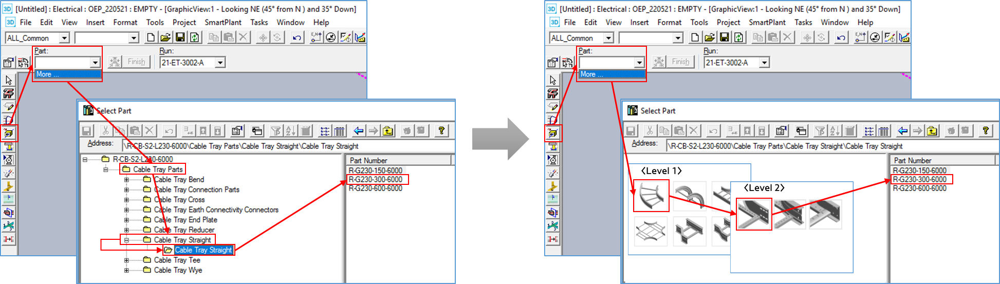 [Untitled] : Electrical : OEP_220521 : EMPTY - [GraphicView:1 - Looking NE (45° from N ) and 35° Down]
File Edit View Insert Format Tools Project SmartPlant Tasks Window Help
ALL_Common
Part:
Run:
Finish
21-ET-3002-A
More ...
Select Part
Address:
\R-CB-S2-L230-6000\Cable Tray Parts\Cable Tray Straight\Cable Tray Straight
R-CB-S2-L230-6000
Cable Tray Parts
Cable Tray Bend
Cable Tray Connection Parts
Cable Tray Cross
Cable Tray Earth Connectivity Connectors
Cable Tray End Plate
Cable Tray Reducer
Cable Tray Straight
Cable Tray Straight
Cable Tray Tee
Cable Tray Wye
Part Number
R-G230-150-6000
R-G230-300-6000
R-G230-600-6000
[Untitled] : Electrical : OEP_220521 : EMPTY - [GraphicView:1 - Looking NE (45° from N ) and 35° Down]
File Edit View Insert Format Tools Project SmartPlant Tasks Window Help
ALL_Common
Part:
Run:
Finish
21-ET-3002-A
More ...
Select Part
Address:
\R-CB-S2-L230-6000\Cable Tray Parts\Cable Tray Straight\Cable Tray Straight
〈Level 1〉
〈Level 2〉
Part Number
R-G230-150-6000
R-G230-300-6000
R-G230-600-6000